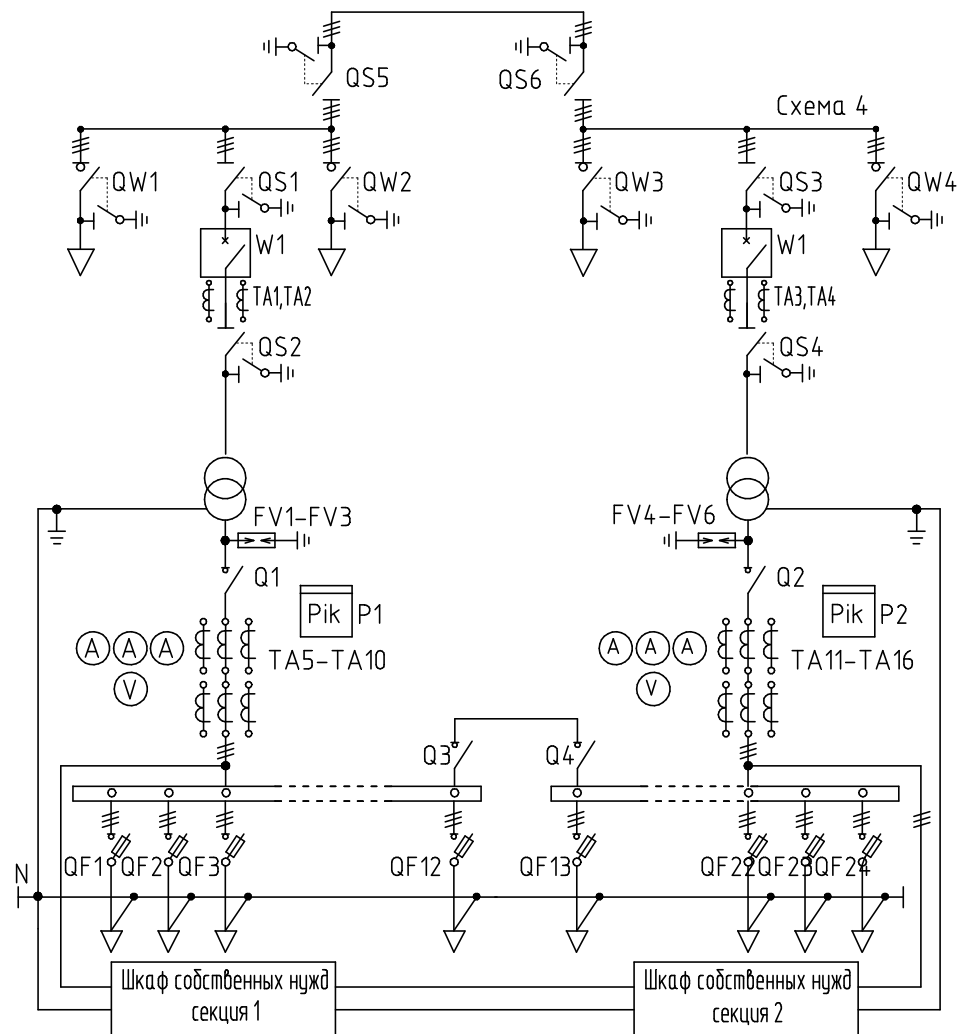 QS5
QS6
Схема 4
QW1
QS1
QW2
QW3
QS3
QW4
W1
W1
TA1,TA2
TA3,TA4
QS2
QS4
FV1-FV3
FV4-FV6
Q1
Q2
Pik
P1
Pik
P2
A
A
A
A
A
A
TA5-TA10
TA11-TA16
V
V
Q3
Q4
QF1
QF2
QF3
QF12
QF13
QF22
QF23
QF24
N
Шкаф собственных нужд
секция 1
Шкаф собственных нужд
секция 2